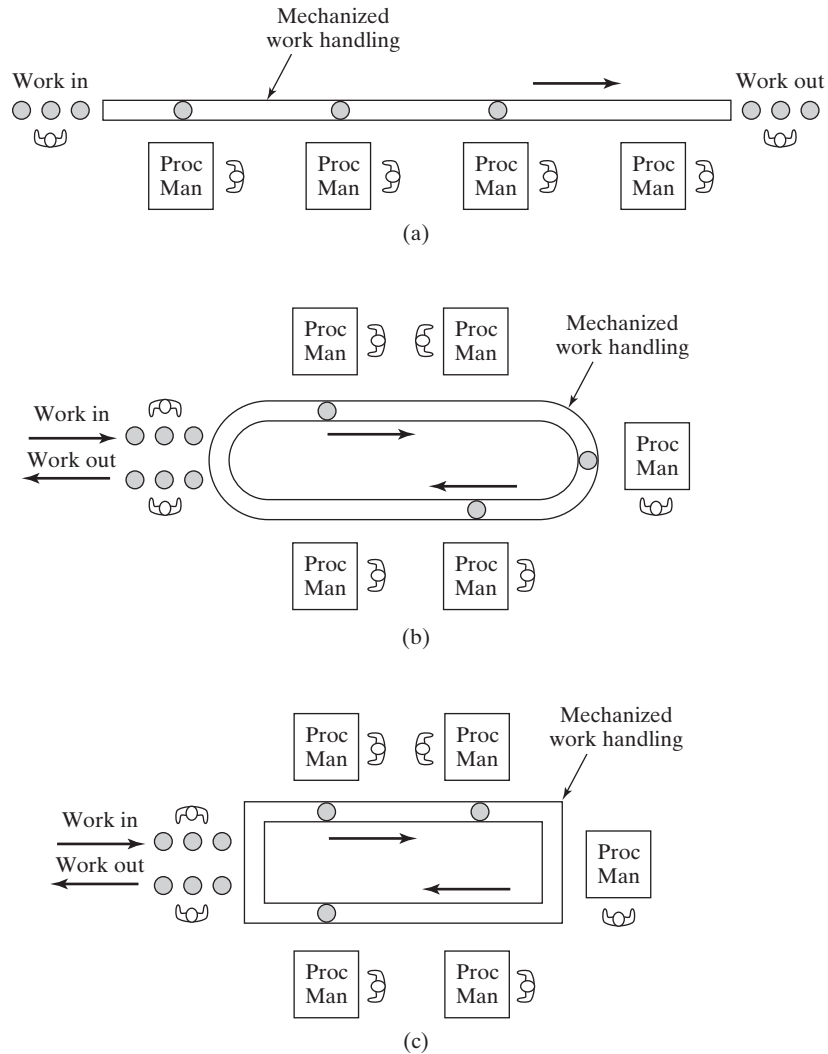 Mechanized
work handling
Work in
Work out
Proc
Man
Proc
Man
Proc
Man
Proc
Man
(a)
Proc
Man
Proc
Man
Mechanized
work handling
Work in
Work out
Proc
Man
Proc
Man
Proc
Man
(b)
Proc
Man
Proc
Man
Mechanized
work handling
Work in
Work out
Proc
Man
Proc
Man
Proc
Man
(c)